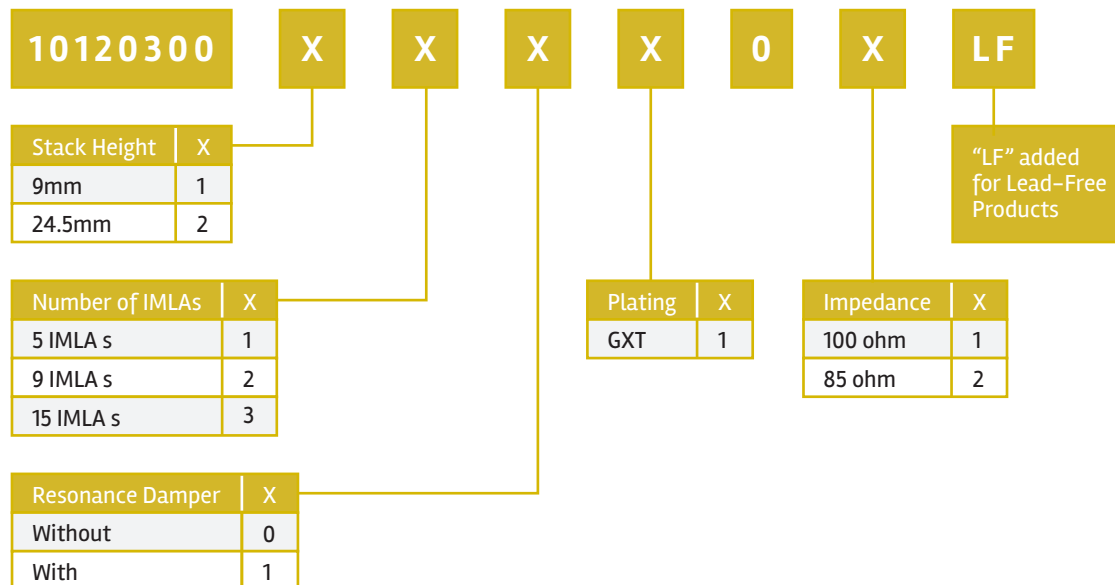 10120300 X X X X 0 X LF
Stack Height X
9mm 1
24.5mm 2
"LF" added
for Lead-Free
Products
Number of IMLAs X
5 IMLA s 1
9 IMLA s 2
15 IMLA s 3
Plating X
GXT 1
Impedance X
100 ohm 1
85 ohm 2
Resonance Damper X
Without 0
With 1